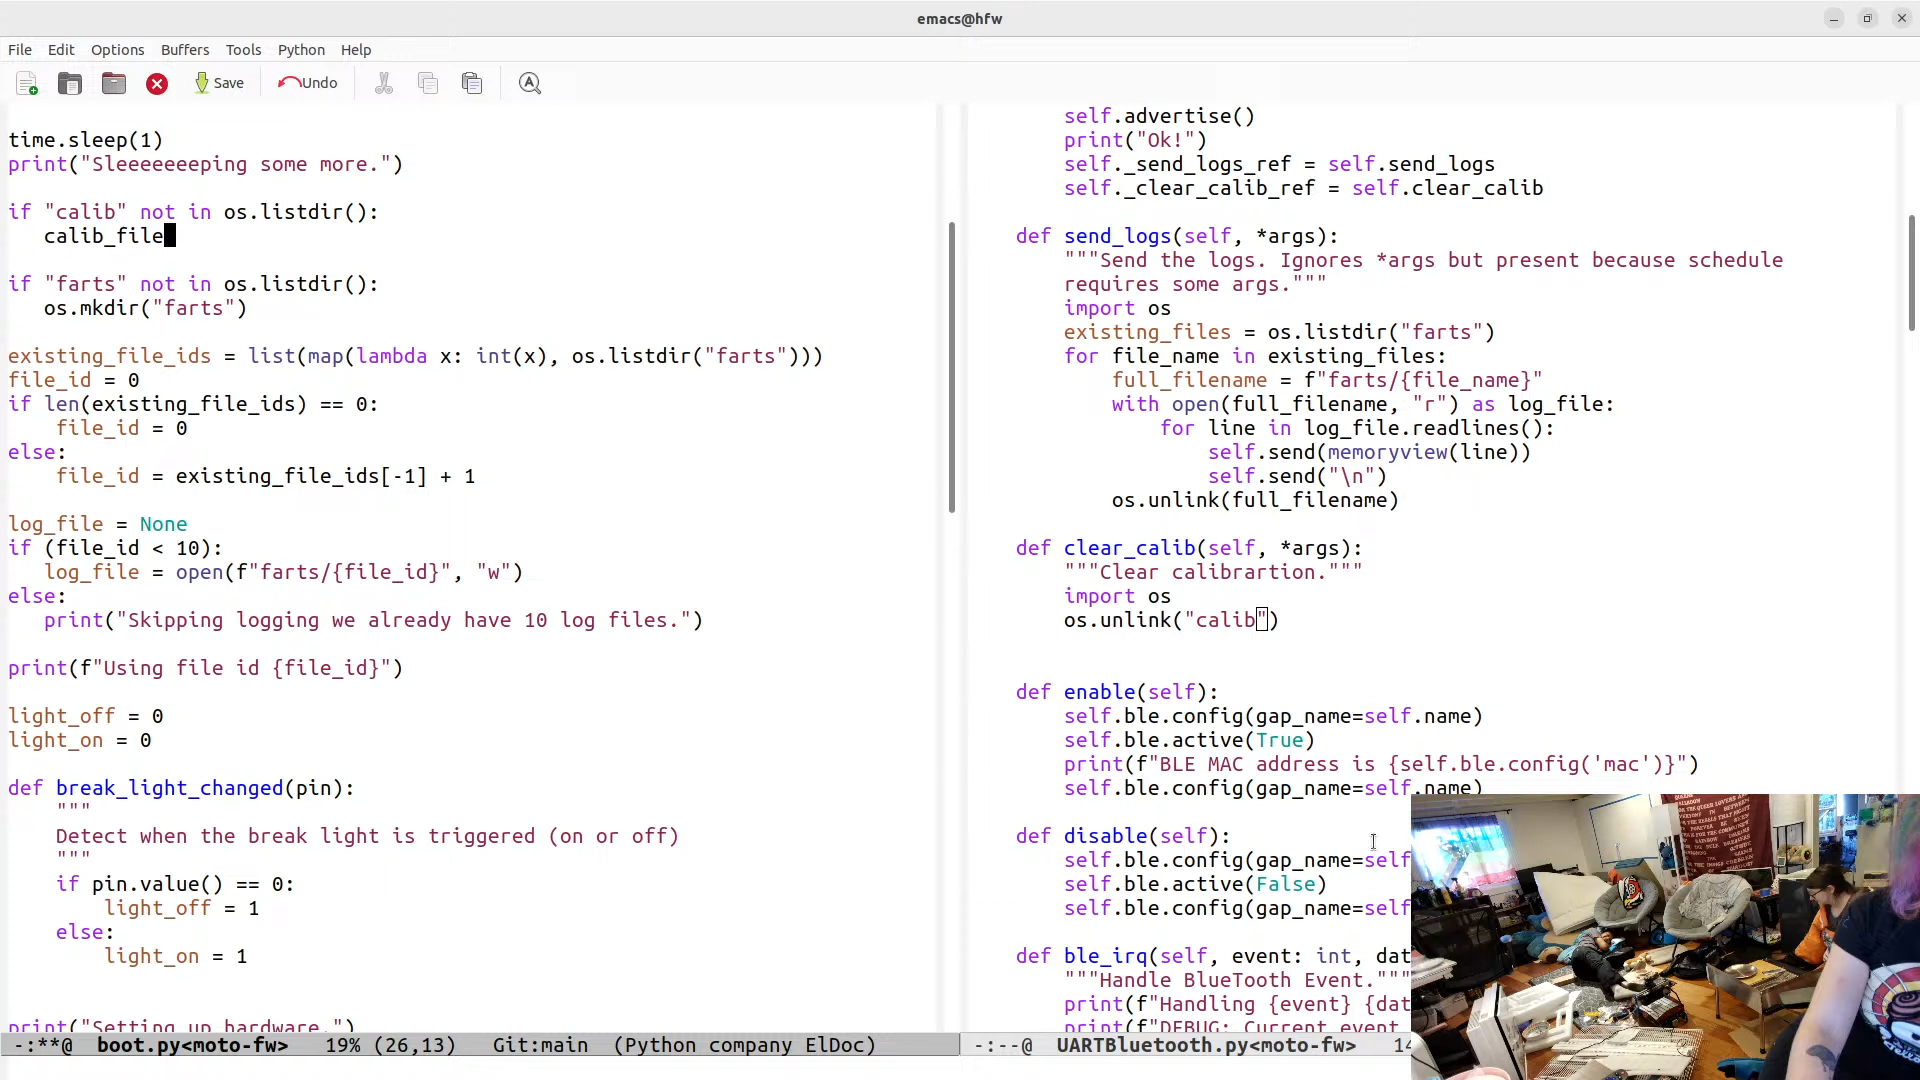 emacs@hfw
File Edit Options Buffers Tools Python Help
Save Undo
time.sleep(1)
print("Sleeeeeeeping some more.")
if "calib" not in os.listdir():
calib_file
if "farts" not in os.listdir():
os.mkdir("farts")
existing_file_ids = list(map(lambda x: int(x), os.listdir("farts")))
file_id = 0
if len(existing_file_ids) == 0:
file_id = 0
else:
file_id = existing_file_ids[-1] + 1
log_file = None
if (file_id < 10):
log_file = open(f"farts/{file_id}", "w")
else:
print("Skipping logging we already have 10 log files.")
print(f"Using file id {file_id}")
light_off = 0
light_on = 0
def break_light_changed(pin):
"""
Detect when the break light is triggered (on or off)
"""
if pin.value() == 0:
light_off = 1
else:
light_on = 1
print("Setting up hardware.")
-:**@ boot.py<moto-fw> 19% (26,13) Git:main (Python company ElDoc)
self.advertise()
print("Ok!")
self._send_logs_ref = self.send_logs
self._clear_calib_ref = self.clear_calib
def send_logs(self, *args):
"""Send the logs. Ignores *args but present because schedule
requires some args."""
import os
existing_files = os.listdir("farts")
for file_name in existing_files:
full_filename = f"farts/{file_name}"
with open(full_filename, "r") as log_file:
for line in log_file.readlines():
self.send(memoryview(line))
self.send("\n")
os.unlink(full_filename)
def clear_calib(self, *args):
"""Clear calibrartion."""
import os
os.unlink("calib")
def enable(self):
self.ble.config(gap_name=self.name)
self.ble.active(True)
print(f"BLE MAC address is {self.ble.config('mac')}")
self.ble.config(gap_name=self.name)
def disable(self):
self.ble.config(gap_name=self
self.ble.active(False)
self.ble.config(gap_name=self
def ble_irq(self, event: int, dat
"""Handle BlueTooth Event."""
print(f"Handling {event} {dat
print(f"DEBUG: Current event
-:--@ UARTBluetooth.py<moto-fw> 14